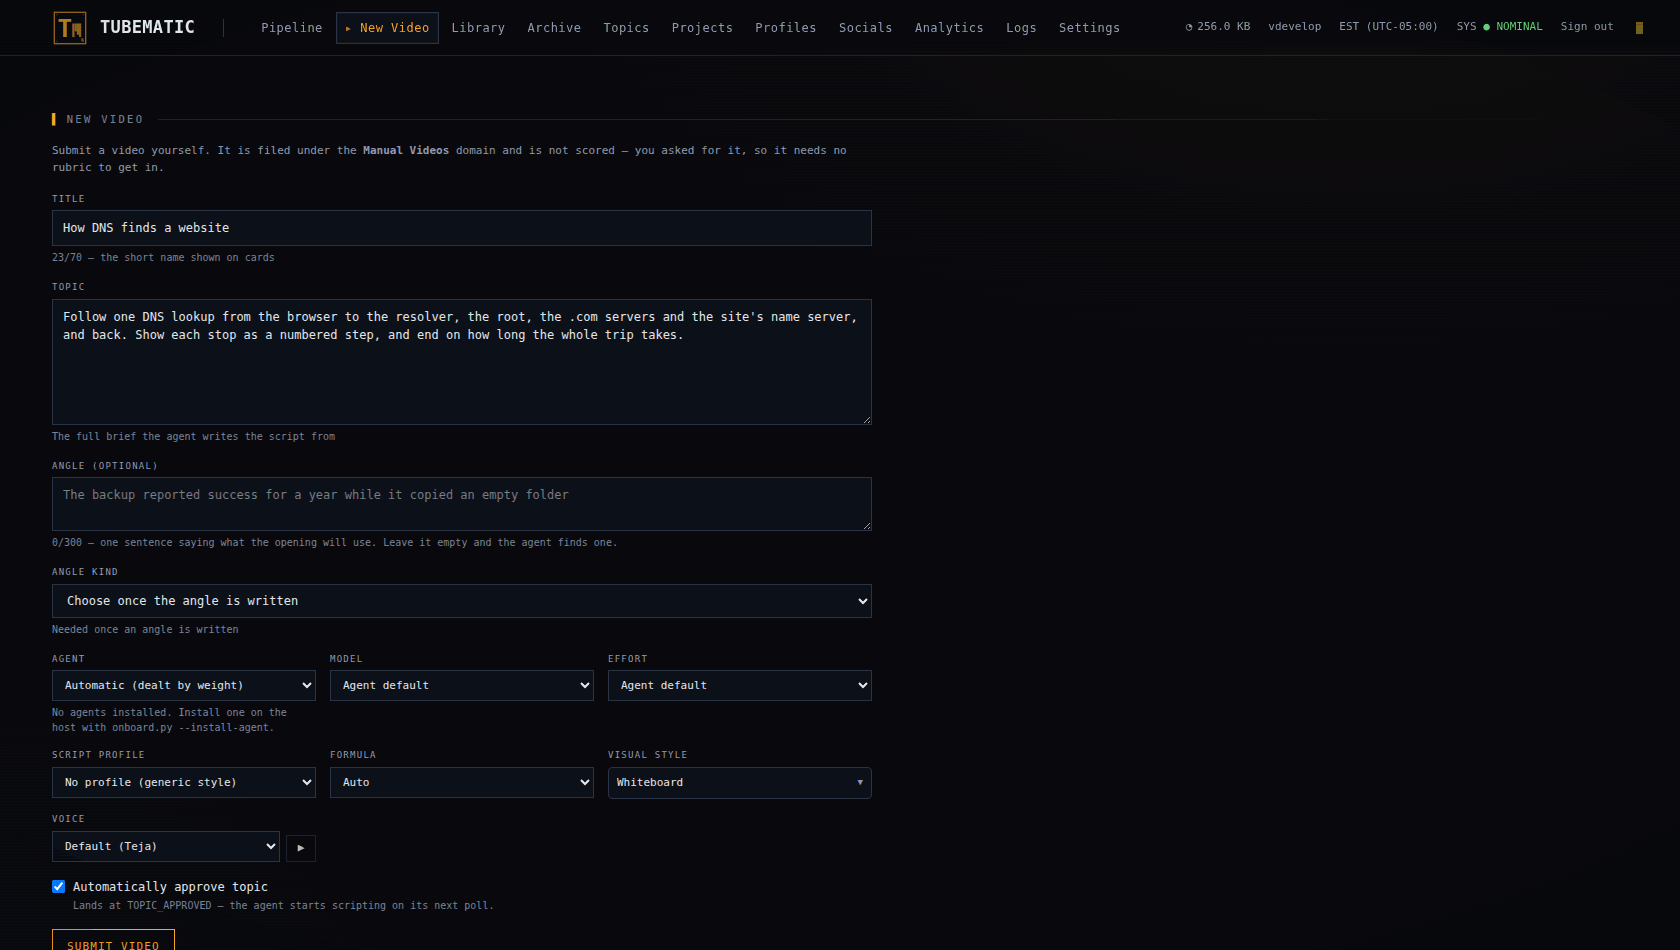 TUBEMATIC
Pipeline
▸ New Video
Library
Archive
Topics
Projects
Profiles
Socials
Analytics
Logs
Settings
256.0 KB
vdevelop
EST (UTC-05:00)
SYS ● NOMINAL
Sign out
NEW VIDEO
Submit a video yourself. It is filed under the Manual Videos domain and is not scored — you asked for it, so it needs no
rubric to get in.
TITLE
How DNS finds a website
23/70 — the short name shown on cards
TOPIC
Follow one DNS lookup from the browser to the resolver, the root, the .com servers and the site's name server,
and back. Show each stop as a numbered step, and end on how long the whole trip takes.
The full brief the agent writes the script from
ANGLE (OPTIONAL)
The backup reported success for a year while it copied an empty folder
0/300 — one sentence saying what the opening will use. Leave it empty and the agent finds one.
ANGLE KIND
Choose once the angle is written
Needed once an angle is written
AGENT
MODEL
EFFORT
Automatic (dealt by weight)
Agent default
Agent default
No agents installed. Install one on the
host with onboard.py --install-agent.
SCRIPT PROFILE
FORMULA
VISUAL STYLE
No profile (generic style)
Auto
Whiteboard
VOICE
Default (Teja)
Automatically approve topic
Lands at TOPIC_APPROVED — the agent starts scripting on its next poll.
SUBMIT VIDEO